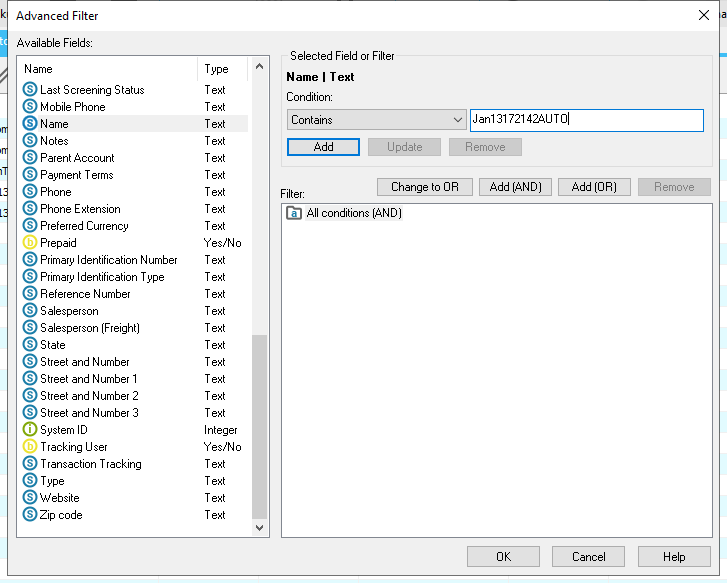 Advanced Filter
Available Fields:
Name Type
Last Screening Status Text
Mobile Phone Text
Name Text
Notes Text
Parent Account Text
Payment Terms Text
Phone Text
Phone Extension Text
Preferred Currency Text
Prepaid Yes/No
Primary Identification Number Text
Primary Identification Type Text
Reference Number Text
Salesperson Text
Salesperson (Freight) Text
State Text
Street and Number Text
Street and Number 1 Text
Street and Number 2 Text
Street and Number 3 Text
System ID Integer
Tracking User Yes/No
Transaction Tracking Text
Type Text
Website Text
Zip code Text
Selected Field or Filter
Name | Text
Condition:
Contains Jan13172142AUTO
Add Update Remove
Filter: Change to OR Add (AND) Add (OR) Remove
All conditions (AND)
OK Cancel Help